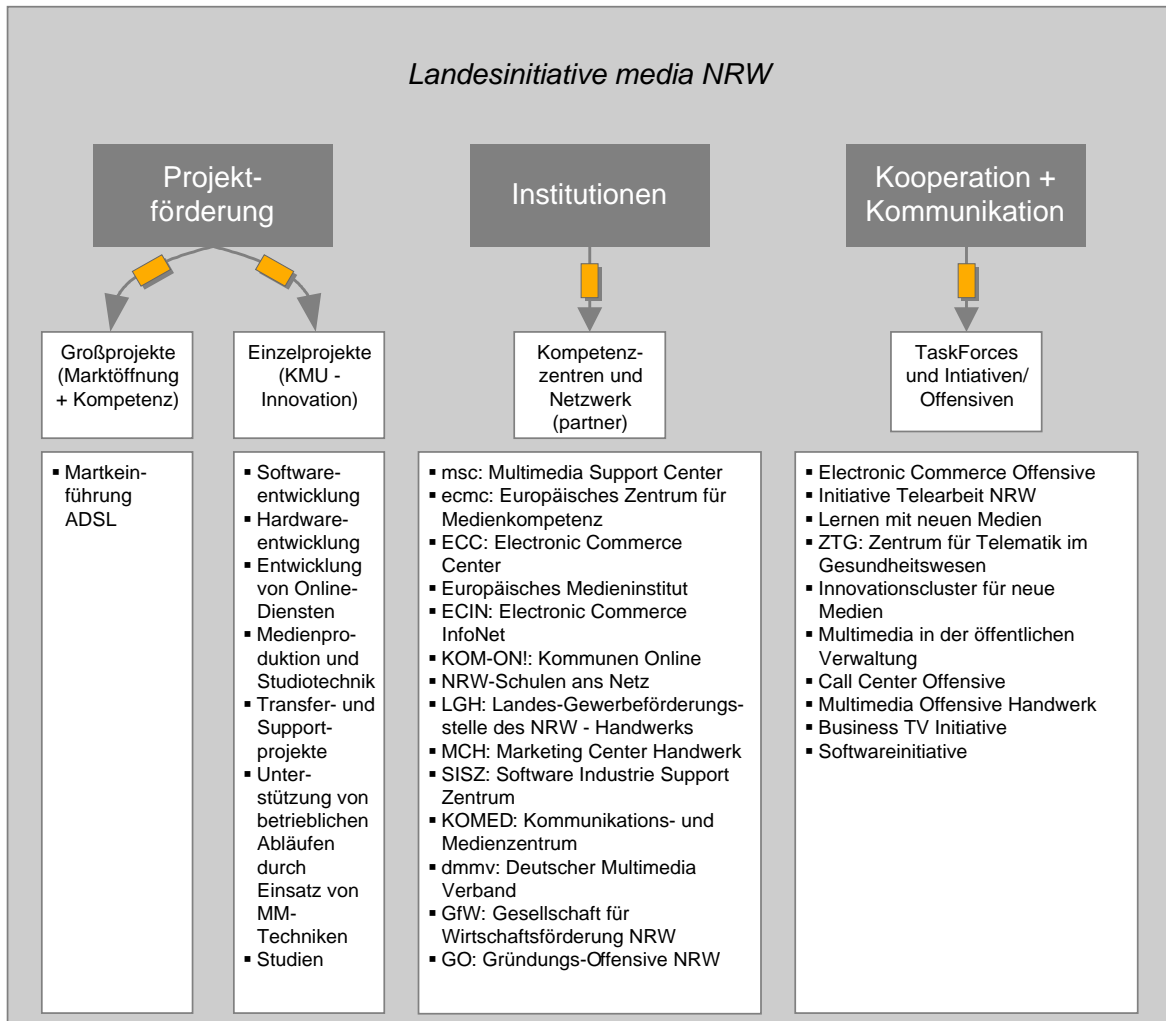 Landesinitiative media NRW
Projekt-
förderung
Institutionen
Kooperation +
Kommunikation
Großprojekte
(Marktöffnung
+ Kompetenz)
Einzelprojekte
(KMU -
Innovation)
Kompetenz-
zentren und
Netzwerk
(partner)
TaskForces
und Intiativen/
Offensiven
▪ Martkein-
führung
ADSL
▪ Software-
entwicklung
▪ Hardware-
entwicklung
▪ Entwicklung
von Online-
Diensten
▪ Medienpro-
duktion und
Studiotechnik
▪ Transfer- und
Support-
projekte
▪ Unter-
stützung von
betrieblichen
Abläufen
durch
Einsatz von
MM-
Techniken
▪ Studien
▪ msc: Multimedia Support Center
▪ ecmc: Europäisches Zentrum für
Medienkompetenz
▪ ECC: Electronic Commerce
Center
▪ Europäisches Medieninstitut
▪ ECIN: Electronic Commerce
InfoNet
▪ KOM-ON!: Kommunen Online
▪ NRW-Schulen ans Netz
▪ LGH: Landes-Gewerbeförderungs-
stelle des NRW - Handwerks
▪ MCH: Marketing Center Handwerk
▪ SISZ: Software Industrie Support
Zentrum
▪ KOMED: Kommunikations- und
Medienzentrum
▪ dmmv: Deutscher Multimedia
Verband
▪ GfW: Gesellschaft für
Wirtschaftsförderung NRW
▪ GO: Gründungs-Offensive NRW
▪ Electronic Commerce Offensive
▪ Initiative Telearbeit NRW
▪ Lernen mit neuen Medien
▪ ZTG: Zentrum für Telematik im
Gesundheitswesen
▪ Innovationscluster für neue
Medien
▪ Multimedia in der öffentlichen
Verwaltung
▪ Call Center Offensive
▪ Multimedia Offensive Handwerk
▪ Business TV Initiative
▪ Softwareinitiative